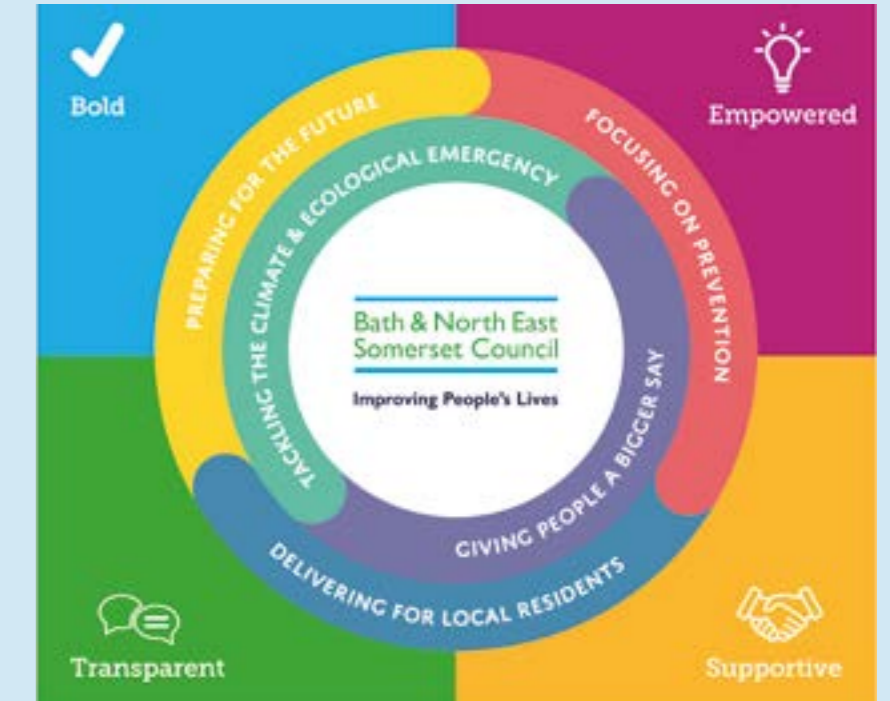 Bold
Empowered
PREPARING FOR THE FUTURE
FOCUSING ON PREVENTION
TACKLING THE CLIMATE & ECOLOGICAL EMERGENCY
Bath & North East
Somerset Council
Improving People's Lives
GIVING PEOPLE A BIGGER SAY
DELIVERING FOR LOCAL RESIDENTS
Transparent
Supportive